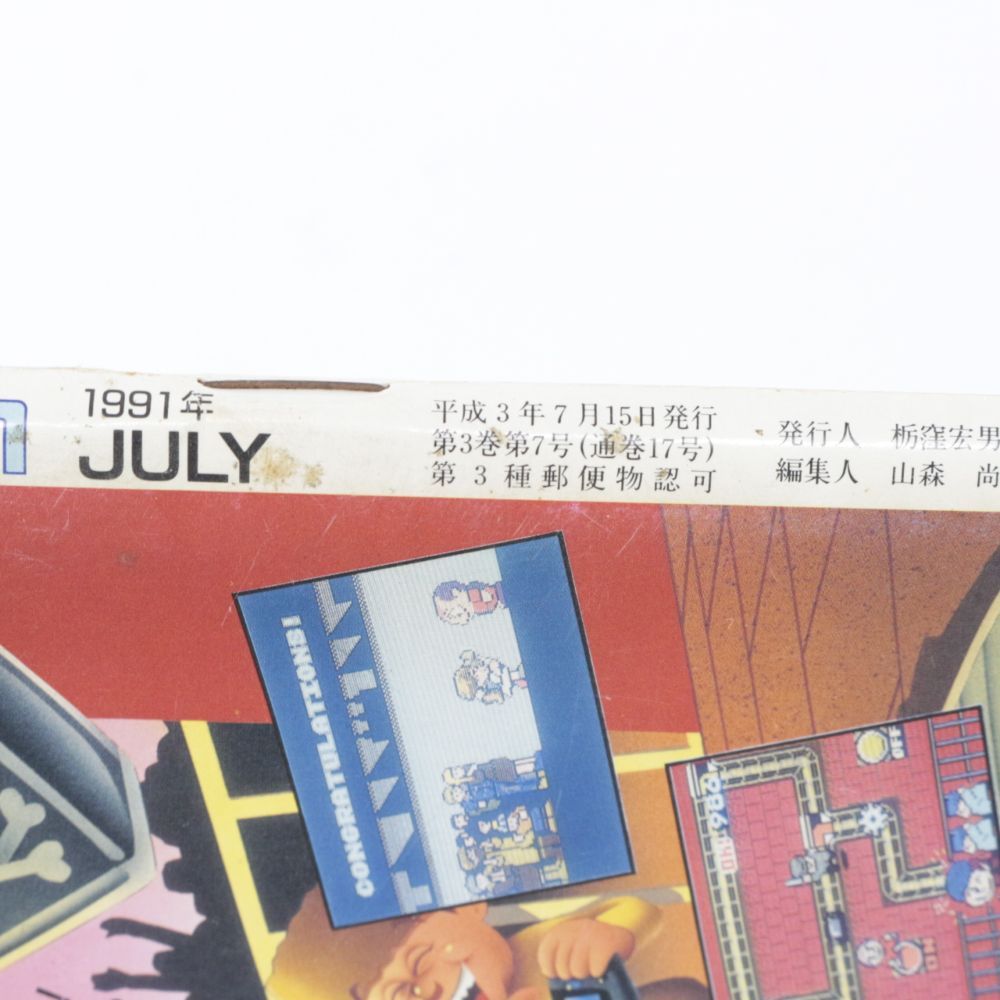 1991年
JULY
平成3年7月15日発行
第3巻第7号(通巻17号)
第3種郵便物認可
発行人 栃窪宏男
編集人 山森 尚
CONGRATULATIONS!
OFF